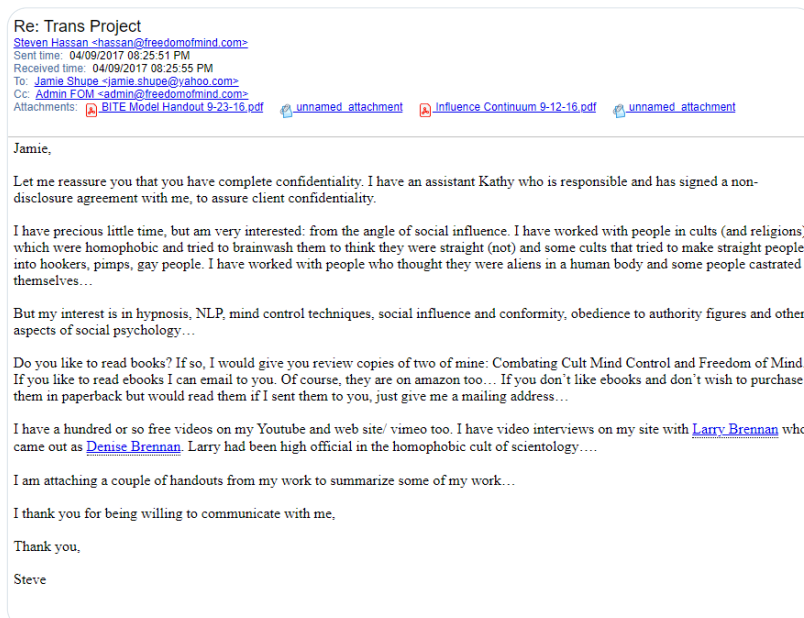 Re: Trans Project
Steven Hassan <hassan@freedomofmind.com>
Sent time: 04/09/2017 08:25:51 PM
Received time: 04/09/2017 08:25:55 PM
To: Jamie Shupe <jamie.shupe@yahoo.com>
Cc: Admin FOM <admin@freedomofmind.com>
Attachments: BITE Model Handout 9-23-16.pdf unnamed_attachment Influence Continuum 9-12-16.pdf unnamed_attachment
Jamie,
Let me reassure you that you have complete confidentiality. I have an assistant Kathy who is responsible and has signed a non-
disclosure agreement with me, to assure client confidentiality.
I have precious little time, but am very interested: from the angle of social influence. I have worked with people in cults (and religions)
which were homophobic and tried to brainwash them to think they were straight (not) and some cults that tried to make straight people
into hookers, pimps, gay people. I have worked with people who thought they were aliens in a human body and some people castrated
themselves…
But my interest is in hypnosis, NLP, mind control techniques, social influence and conformity, obedience to authority figures and other
aspects of social psychology…
Do you like to read books? If so, I would give you review copies of two of mine: Combating Cult Mind Control and Freedom of Mind.
If you like to read ebooks I can email to you. Of course, they are on amazon too… If you don't like ebooks and don't wish to purchase
them in paperback but would read them if I sent them to you, just give me a mailing address…
I have a hundred or so free videos on my Youtube and web site/ vimeo too. I have video interviews on my site with Larry Brennan who
came out as Denise Brennan. Larry had been high official in the homophobic cult of scientology….
I am attaching a couple of handouts from my work to summarize some of my work…
I thank you for being willing to communicate with me,
Thank you,
Steve